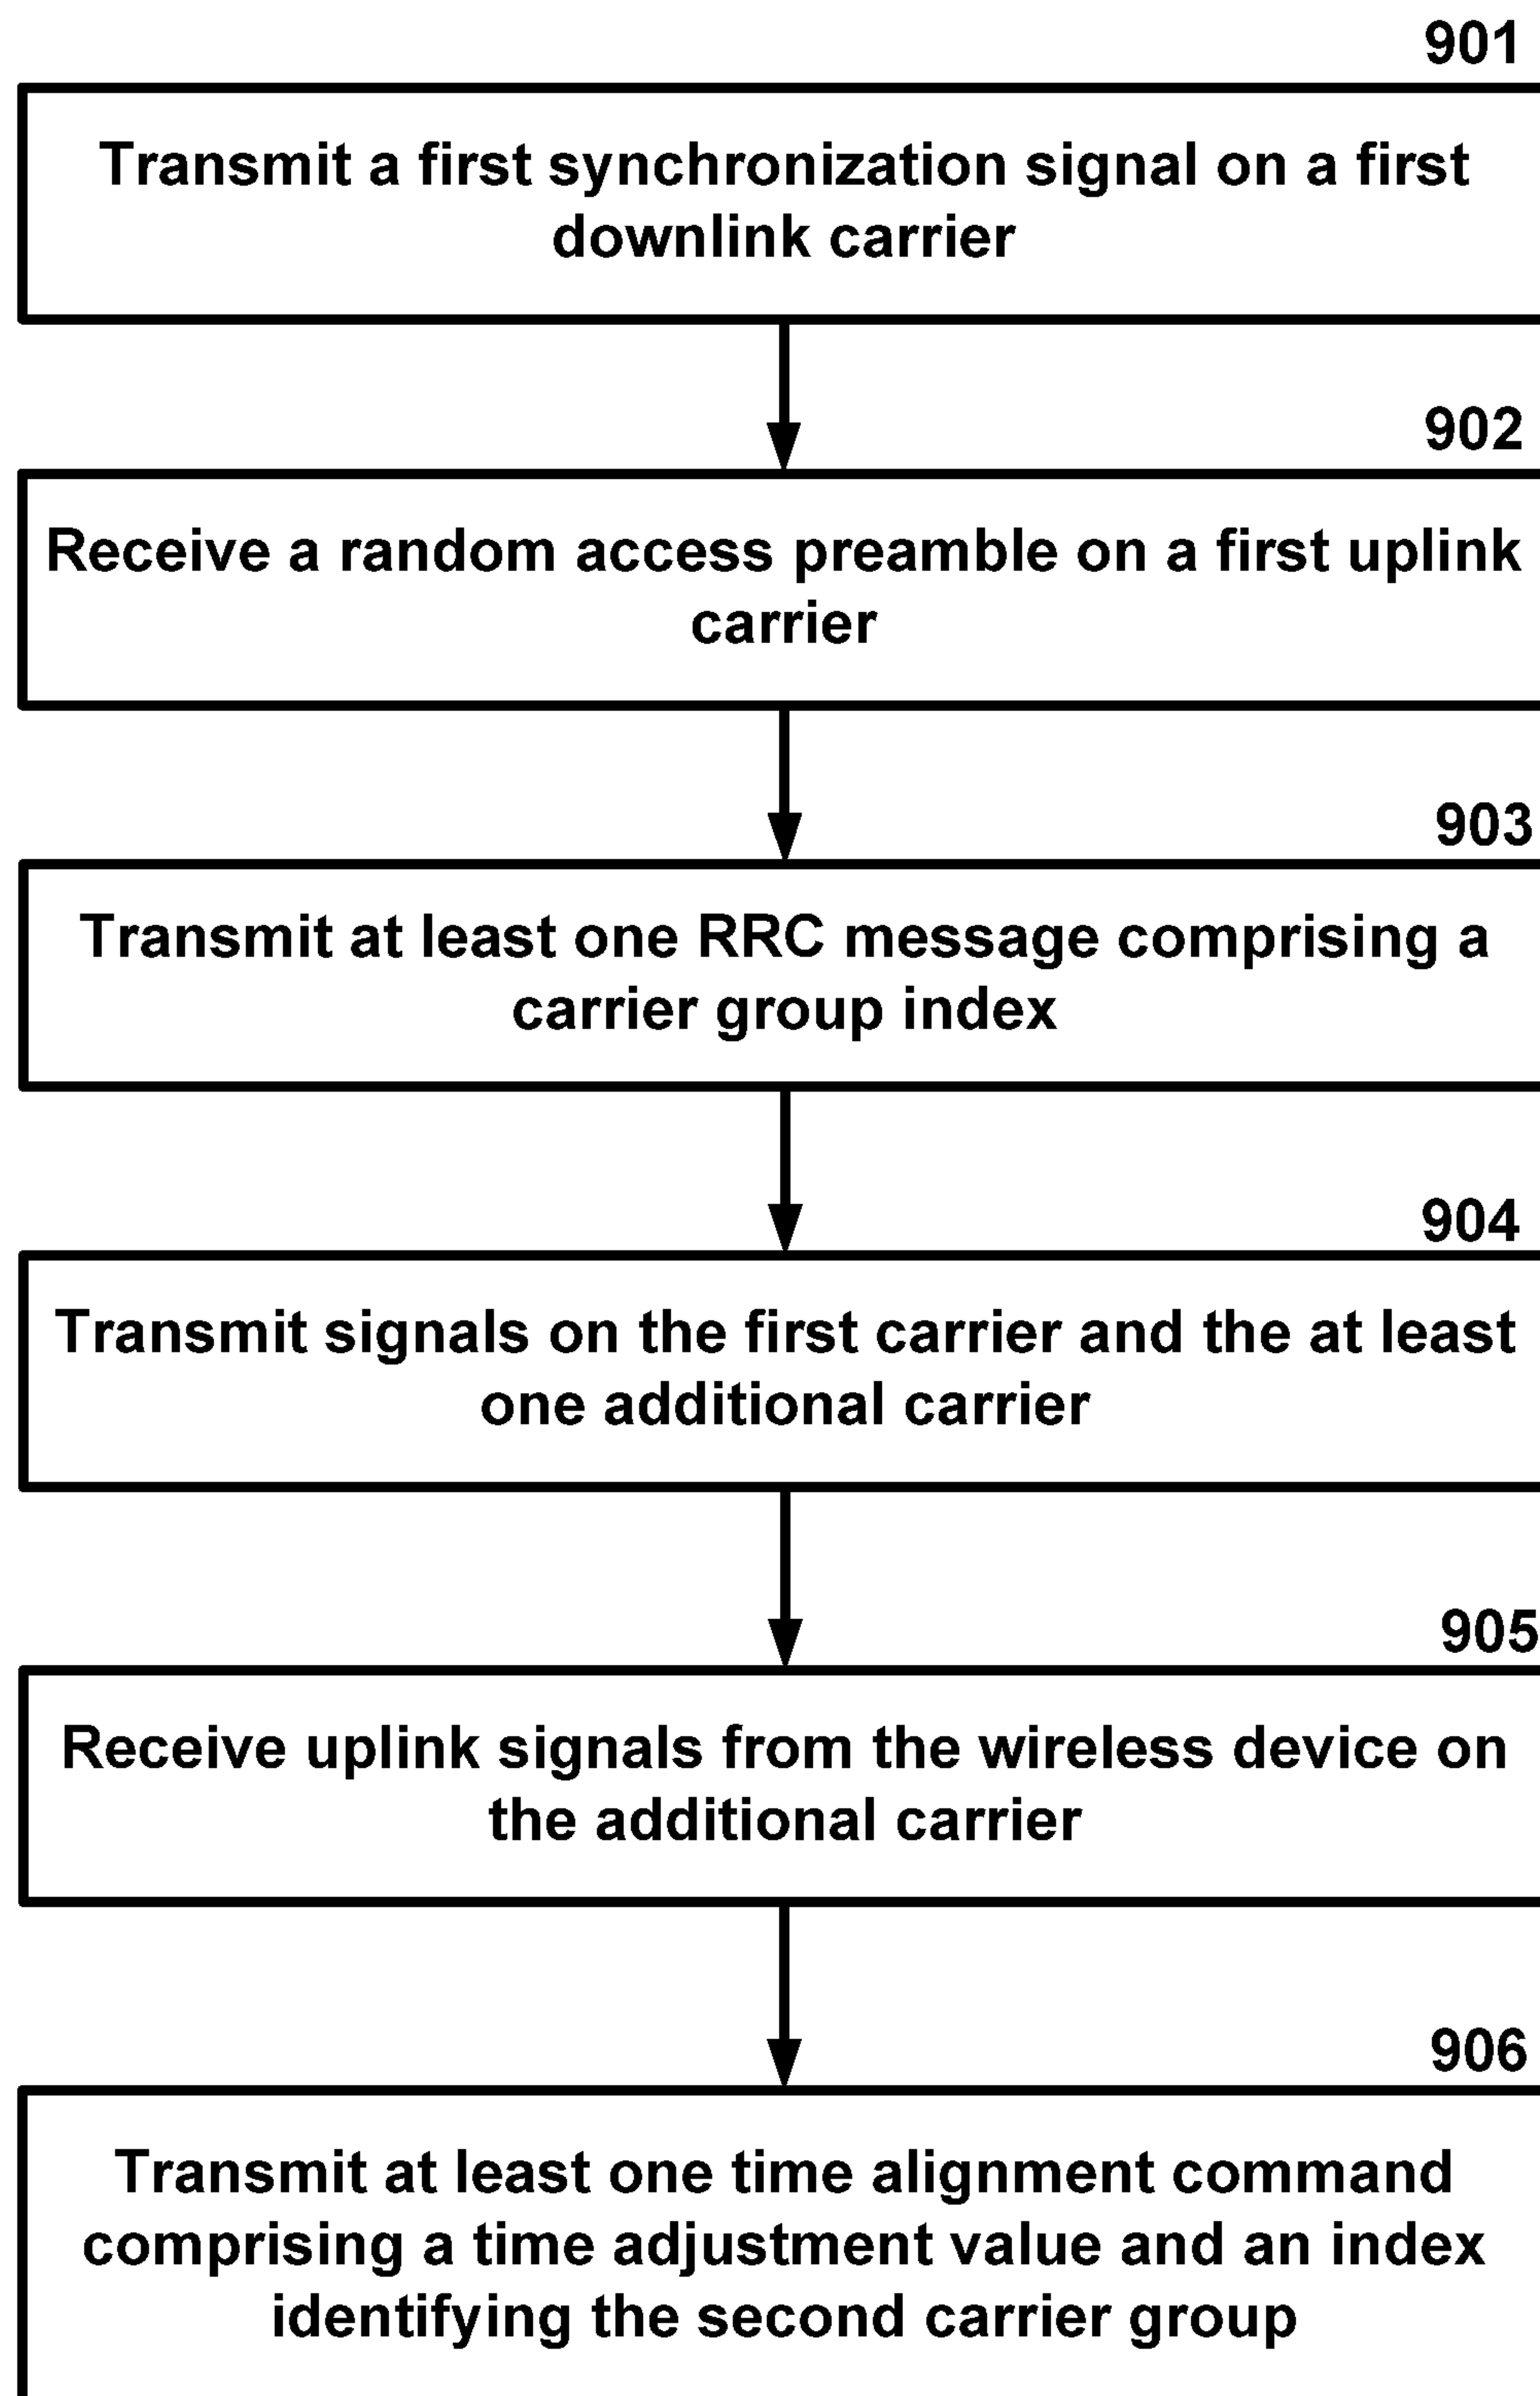 901
Transmit a first synchronization signal on a first
downlink carrier
902
Receive a random access preamble on a first uplink
carrier
903
Transmit at least one RRC message comprising a
carrier group index
904
Transmit signals on the first carrier and the at least
one additional carrier
905
Receive uplink signals from the wireless device on
the additional carrier
906
Transmit at least one time alignment command
comprising a time adjustment value and an index
identifying the second carrier group